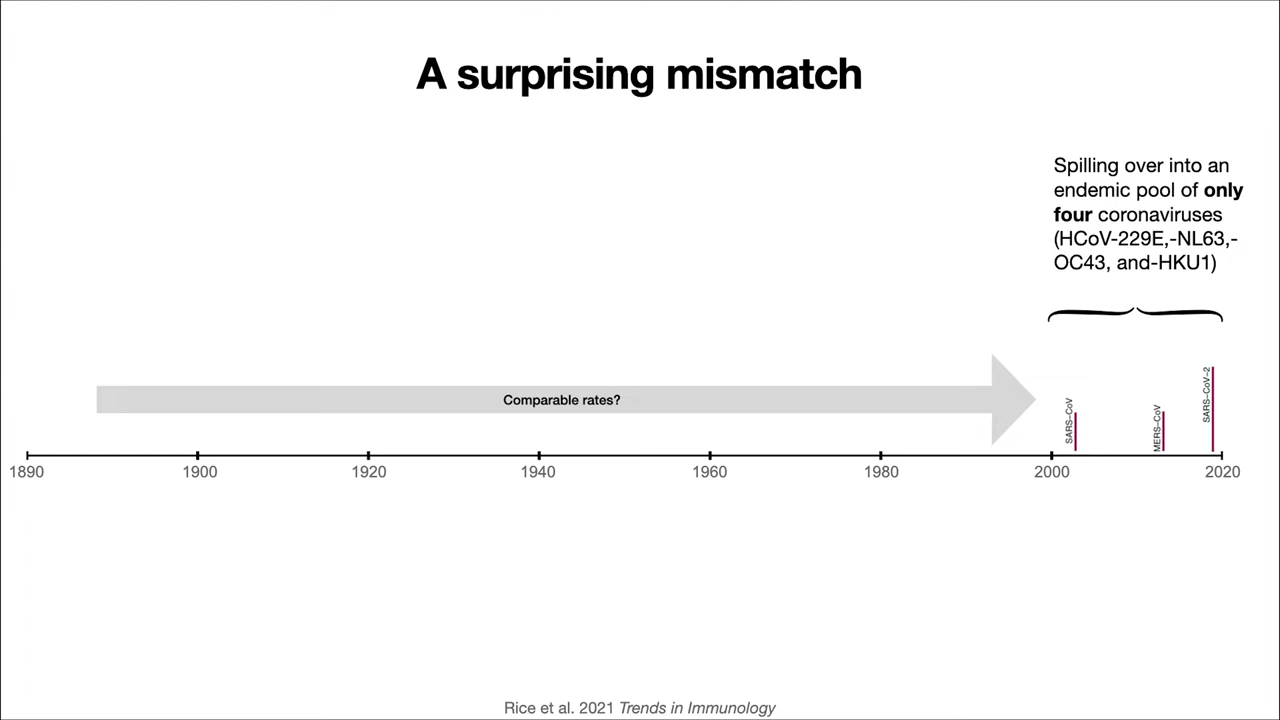 A surprising mismatch
Spilling over into an
endemic pool of only
four coronaviruses
(HCoV-229E,-NL63,-
OC43, and-HKU1)
Comparable rates?
SARS–CoV
MERS–CoV
SARS–CoV–2
1890 1900 1920 1940 1960 1980 2000 2020
Rice et al. 2021 Trends in Immunology